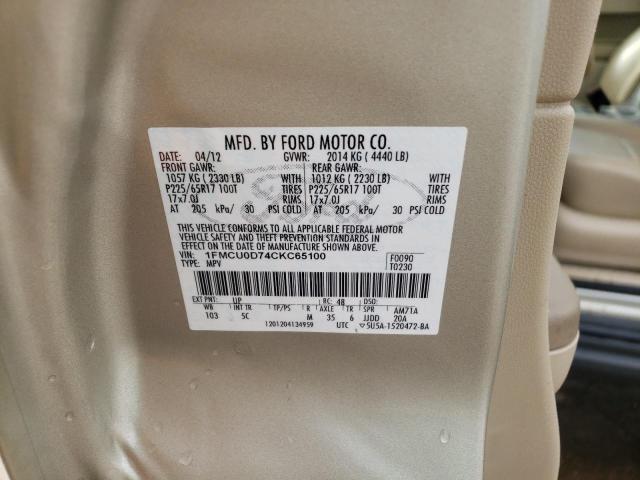 MFD. BY FORD MOTOR CO.
DATE: 04/12 GVWR: 2014 KG ( 4440 LB)
FRONT GAWR: REAR GAWR:
1057 KG ( 2330 LB) WITH 1012 KG ( 2230 LB) WITH
P225/65R17 100T TIRES P225/65R17 100T TIRES
17x7.0J RIMS 17x7.0J RIMS
AT 205 kPa/ 30 PSI COLD AT 205 kPa/ 30 PSI COLD
THIS VEHICLE CONFORMS TO ALL APPLICABLE FEDERAL MOTOR
VEHICLE SAFETY AND THEFT PREVENTION STANDARDS IN
EFFECT ON THE DATE OF MANUFACTURE SHOWN ABOVE.
VIN: 1FMCU0D74CKC65100 F0090
TYPE: MPV T0230
EXT PNT: UP RC: 48 DSO:
WB INT TR TP/PS R AXLE TR SPR AM71A
103 5C M 35 6 JJDD 20A
1201204134959 UTC 5U5A-1520472-BA